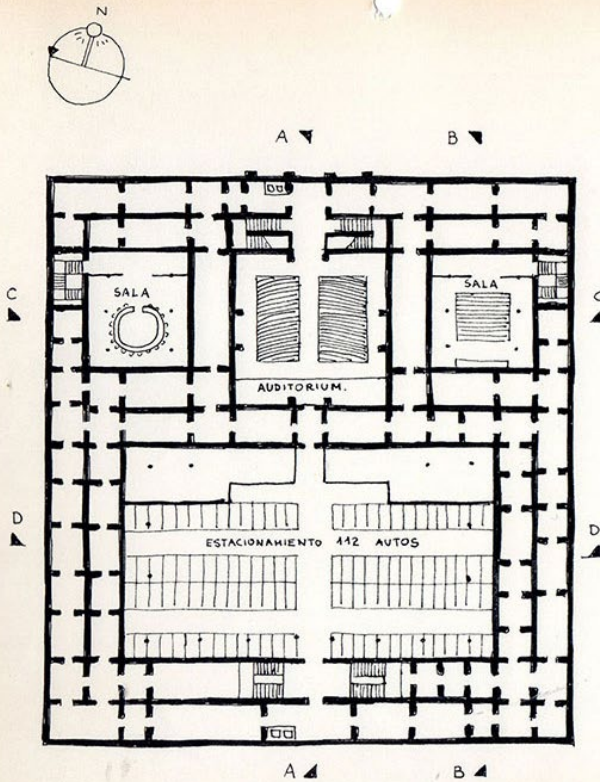 N
A B
C SALA SALA C
AUDITORIUM.
D D
ESTACIONAMIENTO 112 AUTOS
A B